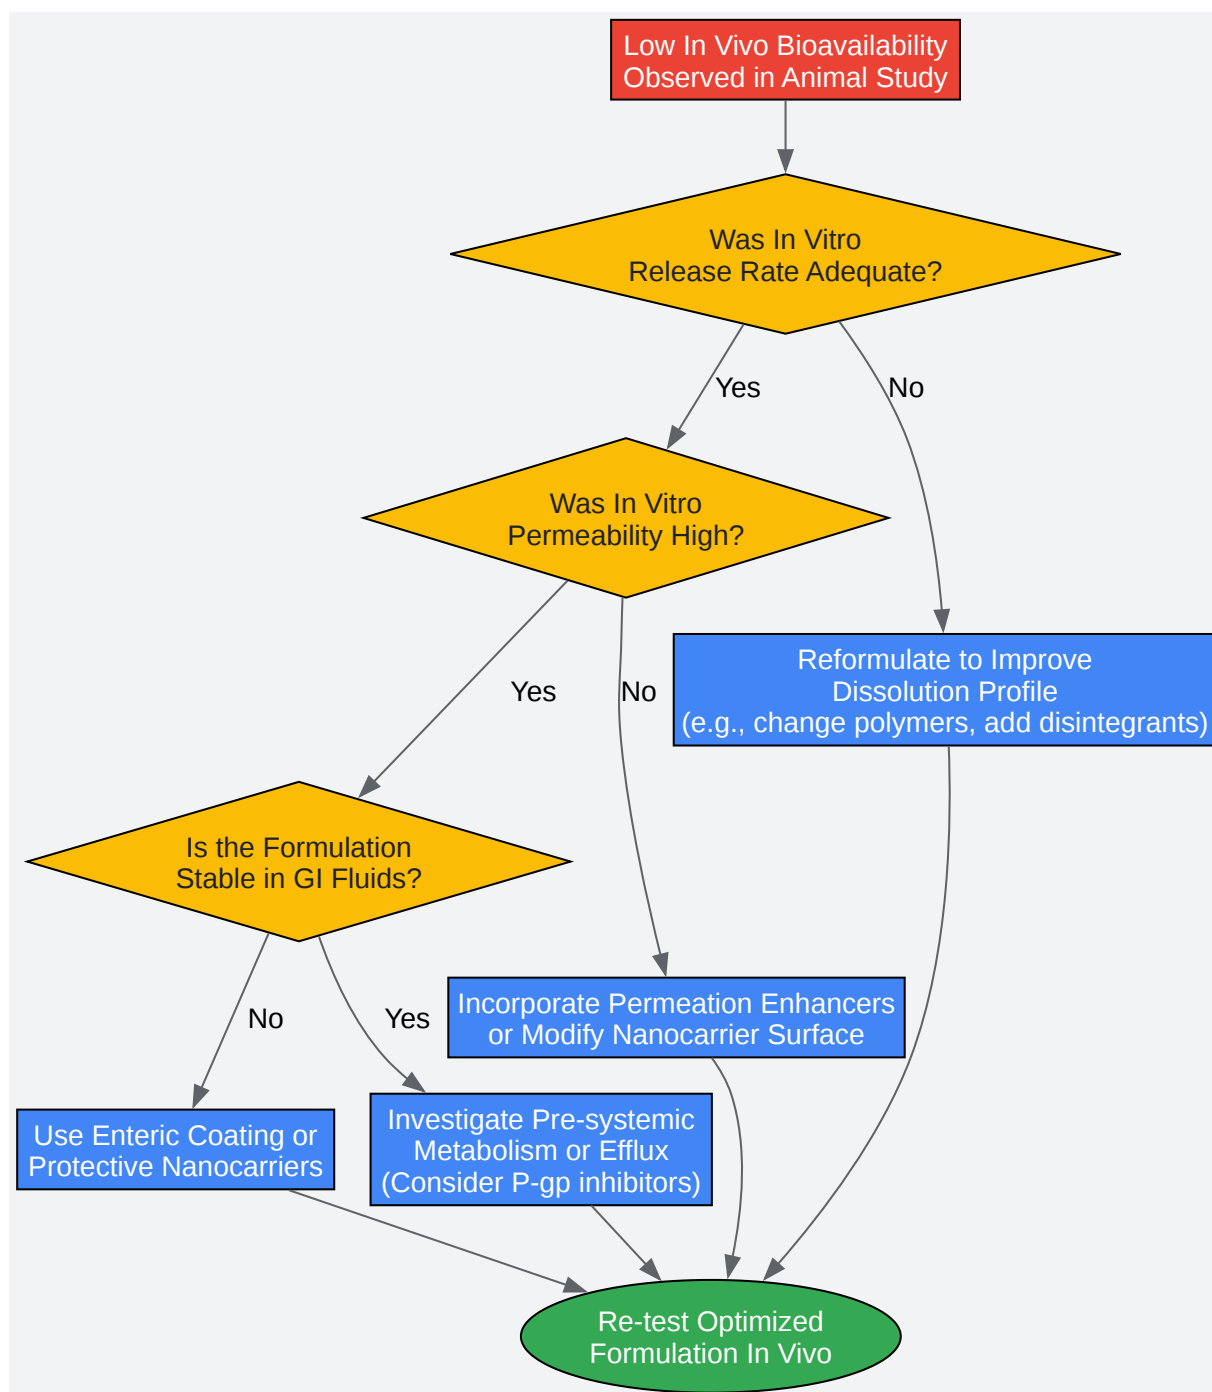 Low In Vivo Bioavailability
Observed in Animal Study
Was In Vitro
Release Rate Adequate?
Yes
No
Was In Vitro
Permeability High?
Yes
No
Reformulate to Improve
Dissolution Profile
(e.g., change polymers, add disintegrants)
Is the Formulation
Stable in GI Fluids?
No
Yes
Incorporate Permeation Enhancers
or Modify Nanocarrier Surface
Use Enteric Coating or
Protective Nanocarriers
Investigate Pre-systemic
Metabolism or Efflux
(Consider P-gp inhibitors)
Re-test Optimized
Formulation In Vivo